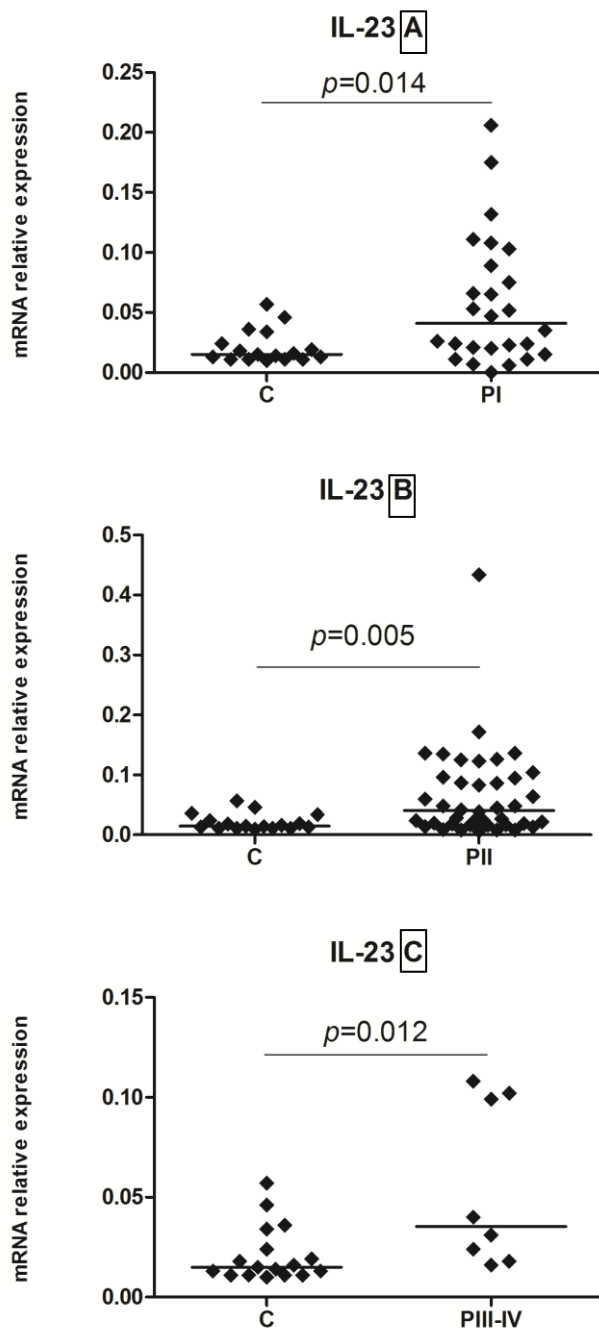 IL-23 A
mRNA relative expression
0.25
0.20
0.15
0.10
0.05
0.00
p=0.014
C
PI
IL-23 B
mRNA relative expression
0.5
0.4
0.3
0.2
0.1
0.0
p=0.005
C
PII
IL-23 C
mRNA relative expression
0.15
0.10
0.05
0.00
p=0.012
C
PIII-IV